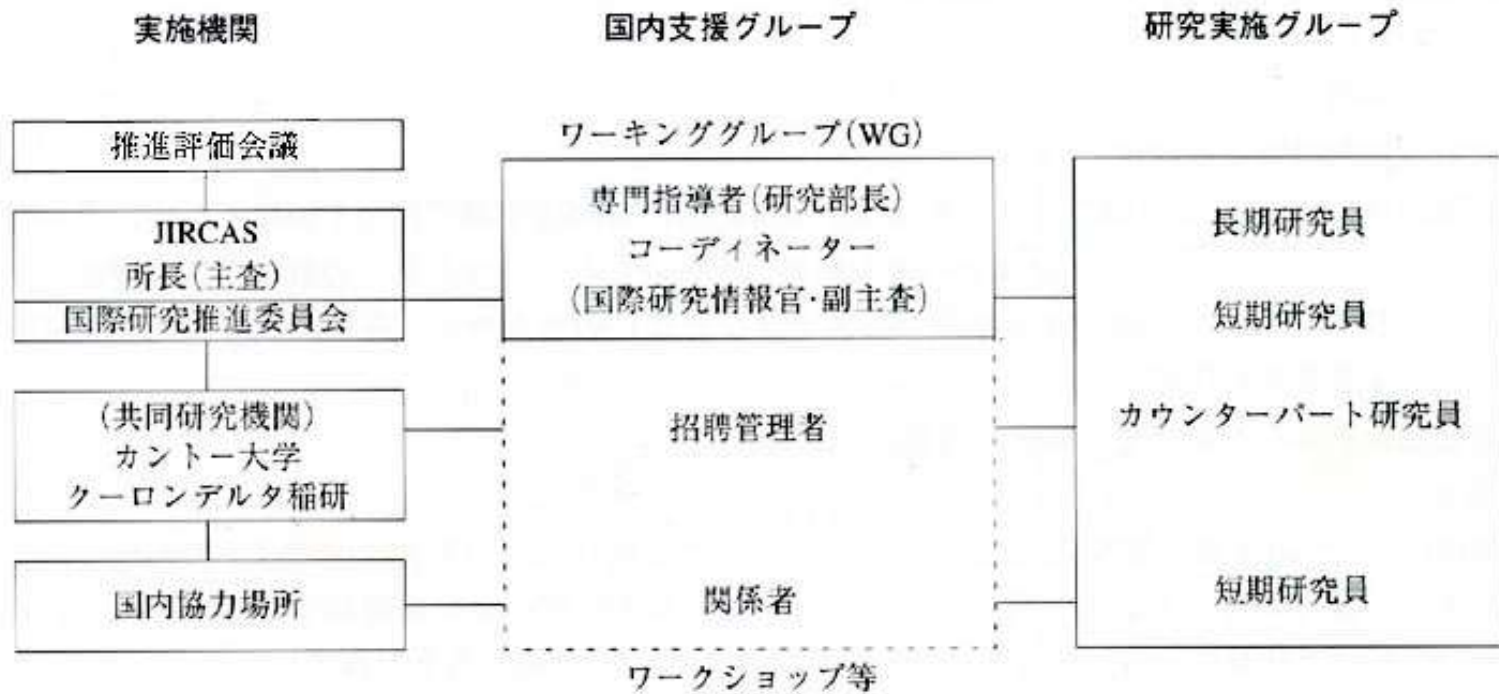 実施機関
国内支援グループ
研究実施グループ
推進評価会議
JIRCAS
所長(主査)
国際研究推進委員会
(共同研究機関)
カントー大学
クーロンデルタ稲研
国内協力場所
ワーキンググループ(WG)
専門指導者(研究部長)
コーディネーター
(国際研究情報官・副主査)
招聘管理者
関係者
ワークショップ等
長期研究員
短期研究員
カウンターパート研究員
短期研究員